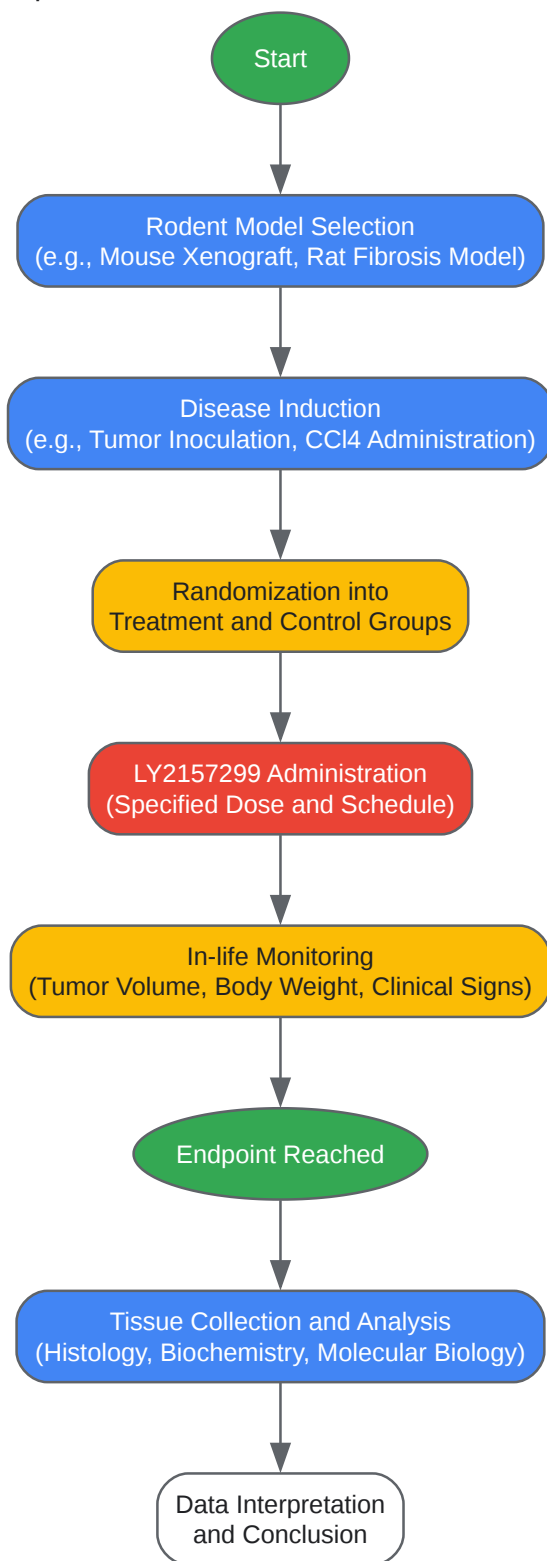 Start
Rodent Model Selection
(e.g., Mouse Xenograft, Rat Fibrosis Model)
Disease Induction
(e.g., Tumor Inoculation, CCl4 Administration)
Randomization into
Treatment and Control Groups
LY2157299 Administration
(Specified Dose and Schedule)
In-life Monitoring
(Tumor Volume, Body Weight, Clinical Signs)
Endpoint Reached
Tissue Collection and Analysis
(Histology, Biochemistry, Molecular Biology)
Data Interpretation
and Conclusion